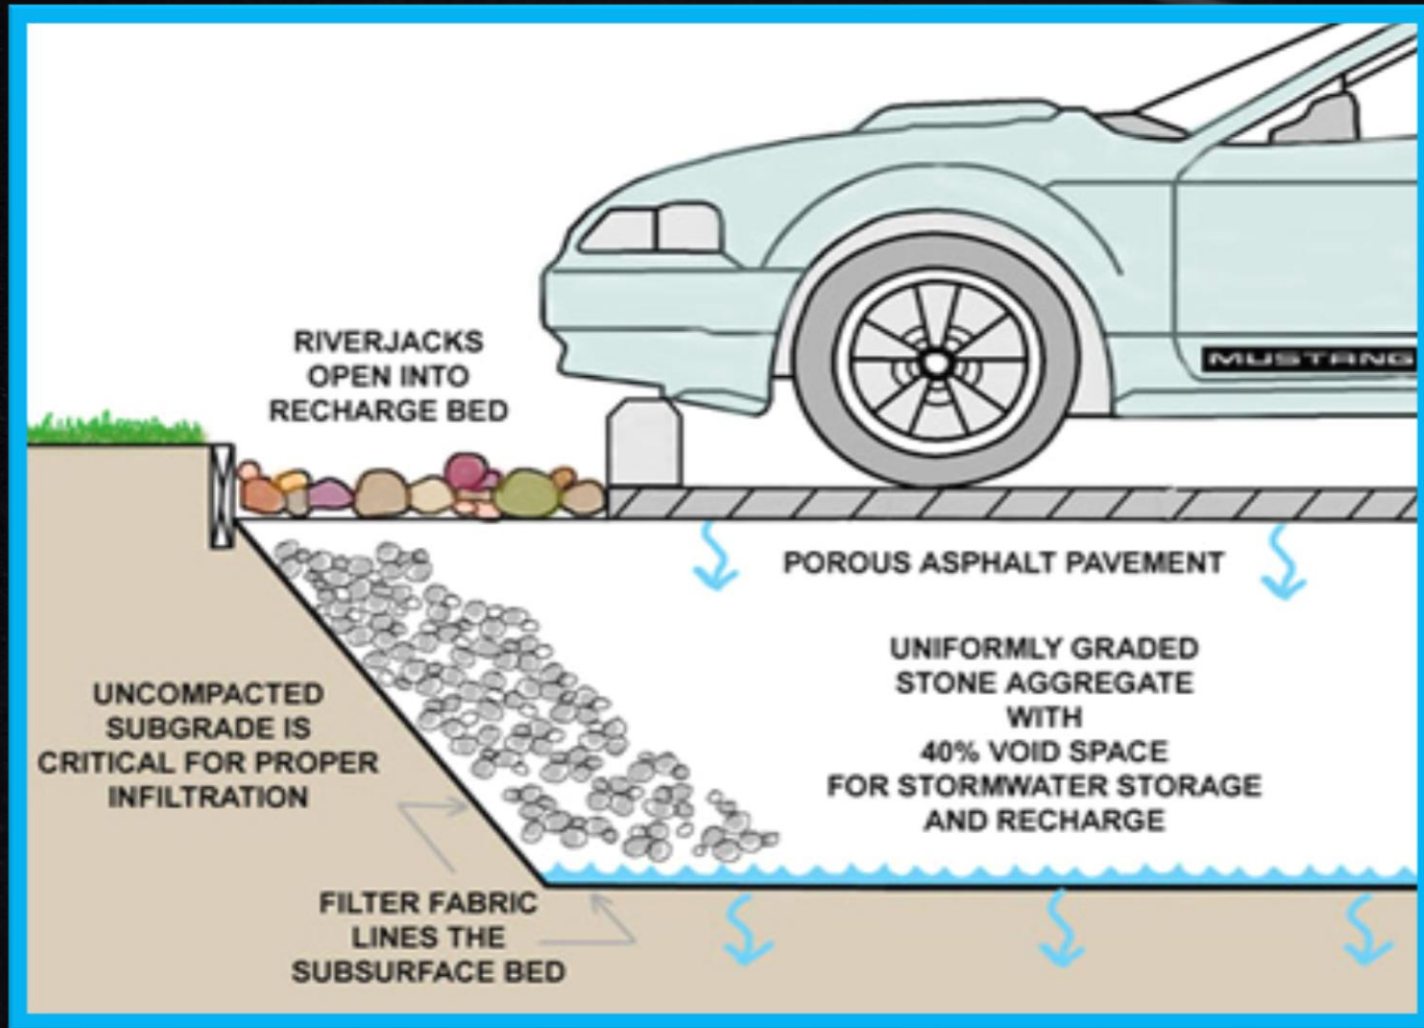 RIVERJACKS
OPEN INTO
RECHARGE BED
MUSTANG
POROUS ASPHALT PAVEMENT
UNIFORMLY GRADED
STONE AGGREGATE
WITH
40% VOID SPACE
FOR STORMWATER STORAGE
AND RECHARGE
UNCOMPACTED
SUBGRADE IS
CRITICAL FOR PROPER
INFILTRATION
FILTER FABRIC
LINES THE
SUBSURFACE BED